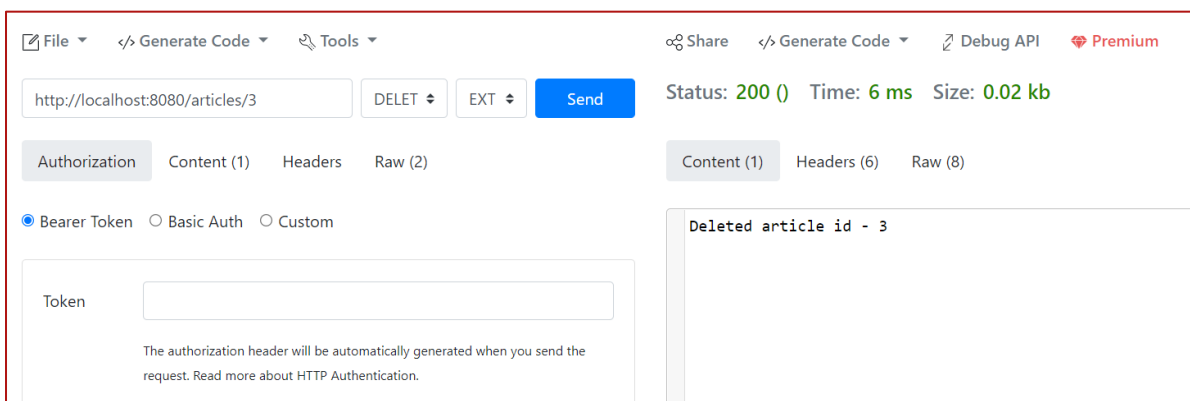 File </> Generate Code Tools
http://localhost:8080/articles/3 DELET EXT Send
Authorization Content (1) Headers Raw (2)
Bearer Token Basic Auth Custom
Token
The authorization header will be automatically generated when you send the
request. Read more about HTTP Authentication.
Share </> Generate Code Debug API Premium
Status: 200 () Time: 6 ms Size: 0.02 kb
Content (1) Headers (6) Raw (8)
Deleted article id - 3